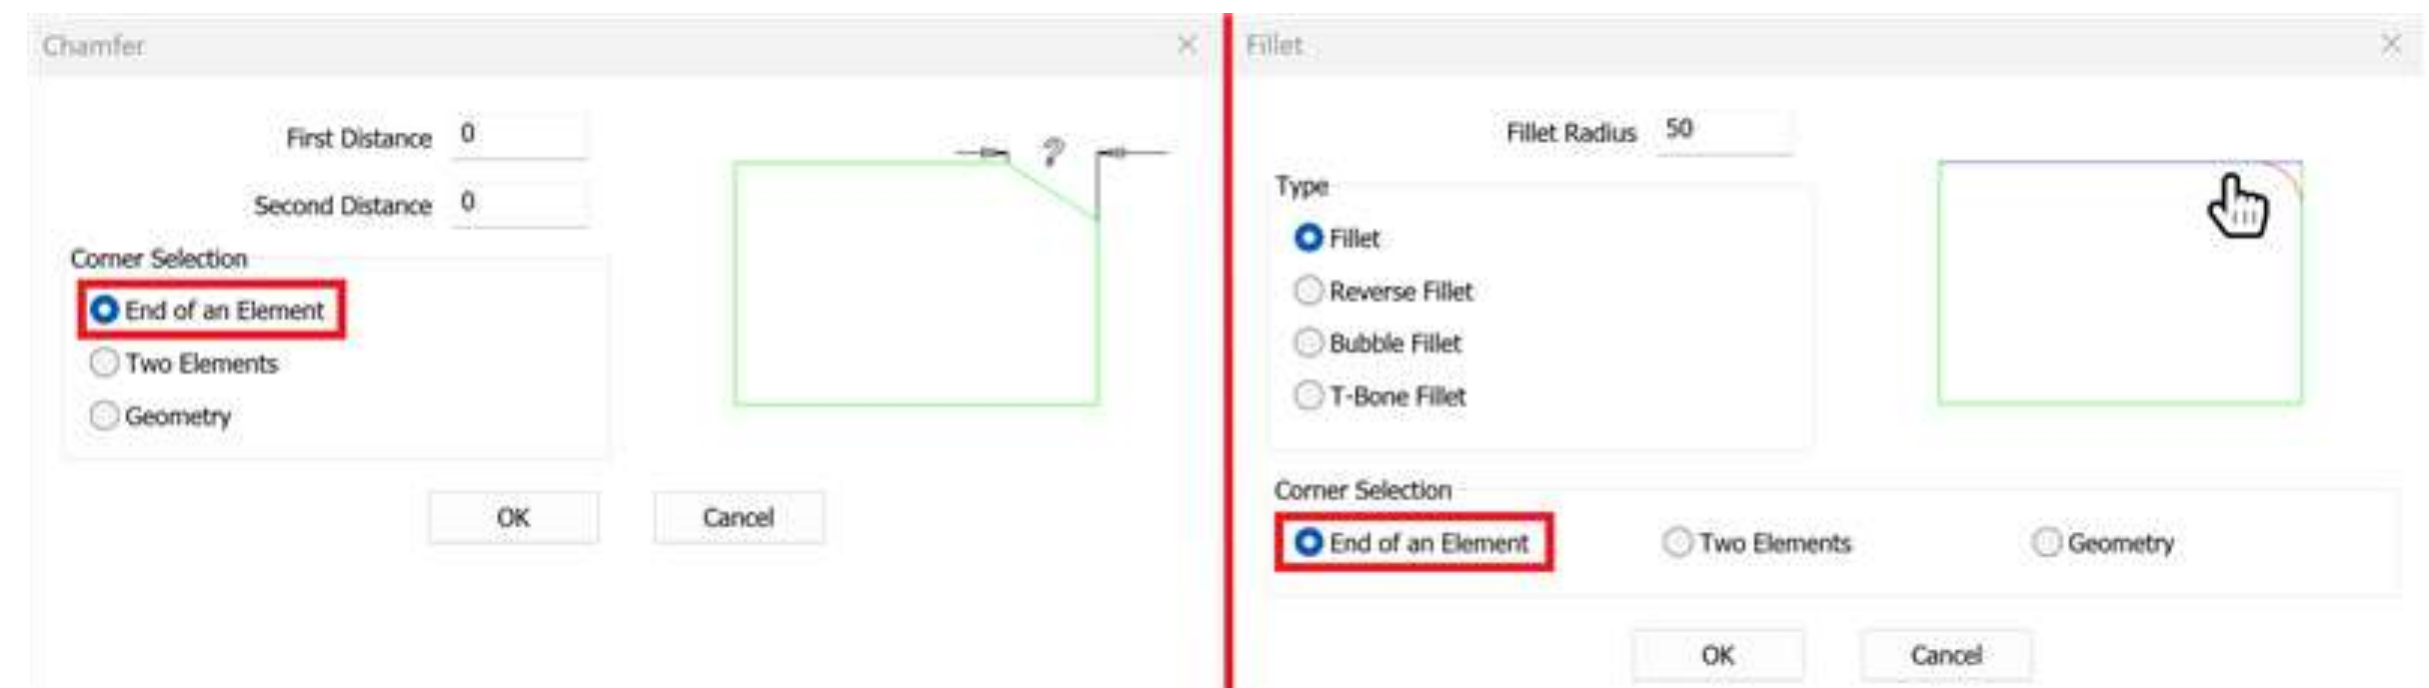 Chamfer
First Distance 0
Second Distance 0
Corner Selection
End of an Element
Two Elements
Geometry
?
OK Cancel
Fillet
Fillet Radius 50
Type
Fillet
Reverse Fillet
Bubble Fillet
T-Bone Fillet
Corner Selection
End of an Element Two Elements Geometry
OK Cancel